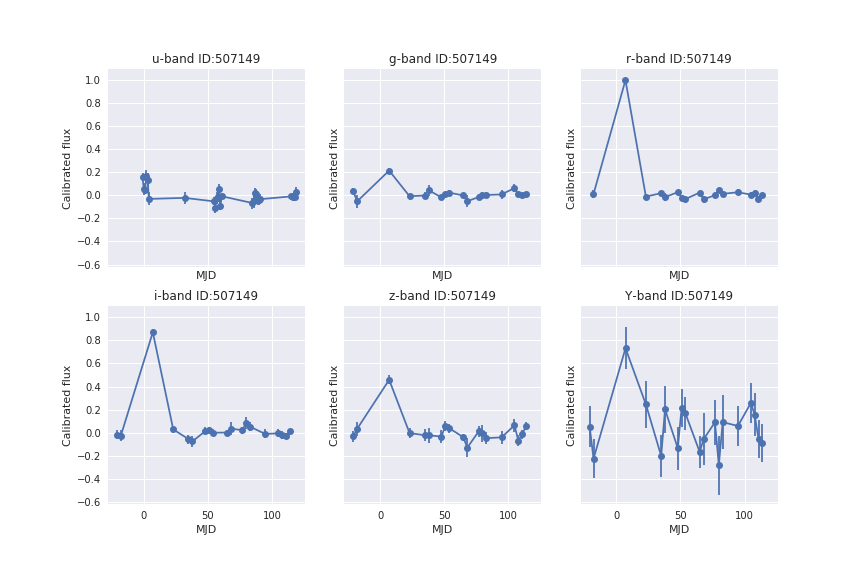 u-band ID:507149
g-band ID:507149
r-band ID:507149
1.0
0.8
0.6
0.4
0.2
0.0
−0.2
−0.4
−0.6
Calibrated flux
Calibrated flux
Calibrated flux
MJD
MJD
MJD
i-band ID:507149
z-band ID:507149
Y-band ID:507149
1.0
0.8
0.6
0.4
0.2
0.0
−0.2
−0.4
−0.6
Calibrated flux
Calibrated flux
Calibrated flux
0 50 100
0 50 100
0 50 100
MJD
MJD
MJD